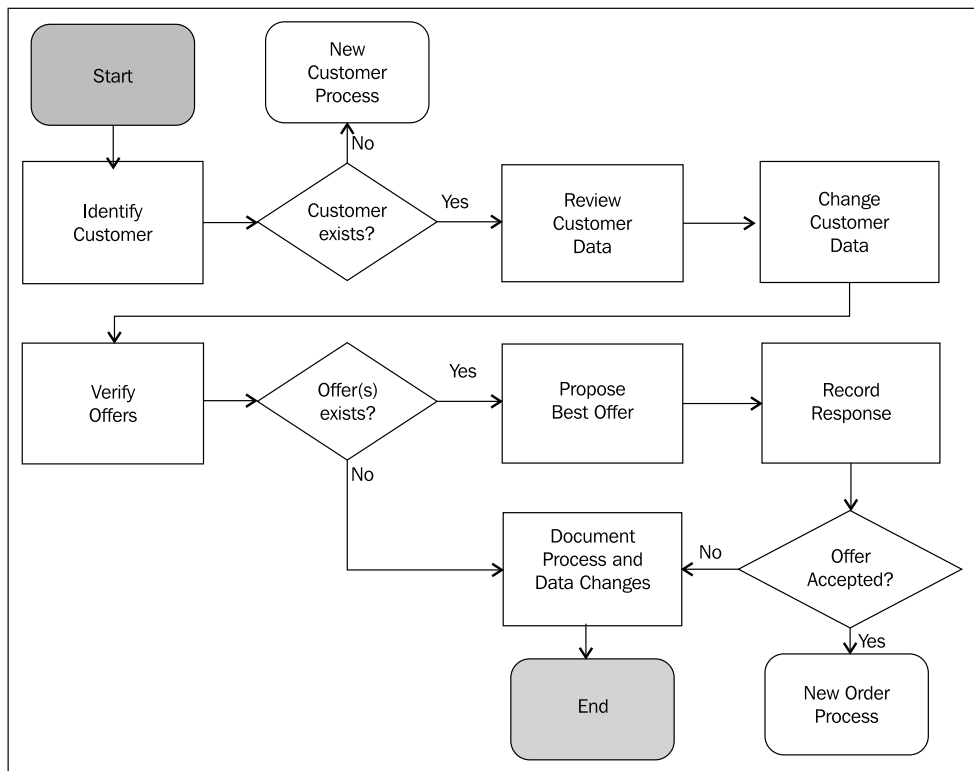 Start
New
Customer
Process
No
Identify
Customer
Customer
exists?
Yes
Review
Customer
Data
Change
Customer
Data
Verify
Offers
Offer(s)
exists?
Yes
Propose
Best Offer
Record
Response
No
Document
Process and
Data Changes
No
Offer
Accepted?
Yes
End
New Order
Process